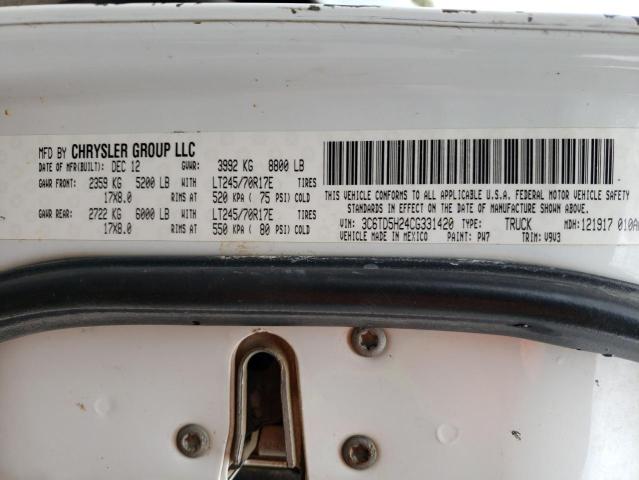 MFD BY CHRYSLER GROUP LLC
DATE OF MFR(BUILT): DEC 12 GVWR: 3992 KG 8800 LB
GAWR FRONT: 2359 KG 5200 LB WITH LT245/70R17E TIRES
17X8.0 RIMS AT 520 KPA ( 75 PSI) COLD
GAWR REAR: 2722 KG 6000 LB WITH LT245/70R17E TIRES
17X8.0 RIMS AT 550 KPA ( 80 PSI) COLD
THIS VEHICLE CONFORMS TO ALL APPLICABLE U.S.A. FEDERAL MOTOR VEHICLE SAFETY
STANDARDS IN EFFECT ON THE DATE OF MANUFACTURE SHOWN ABOVE.
VIN: 3C6TD5H24CG331420 TYPE: TRUCK MDH: 121917 010A
VEHICLE MADE IN MEXICO PAINT: PW7 TRIM: V9V3